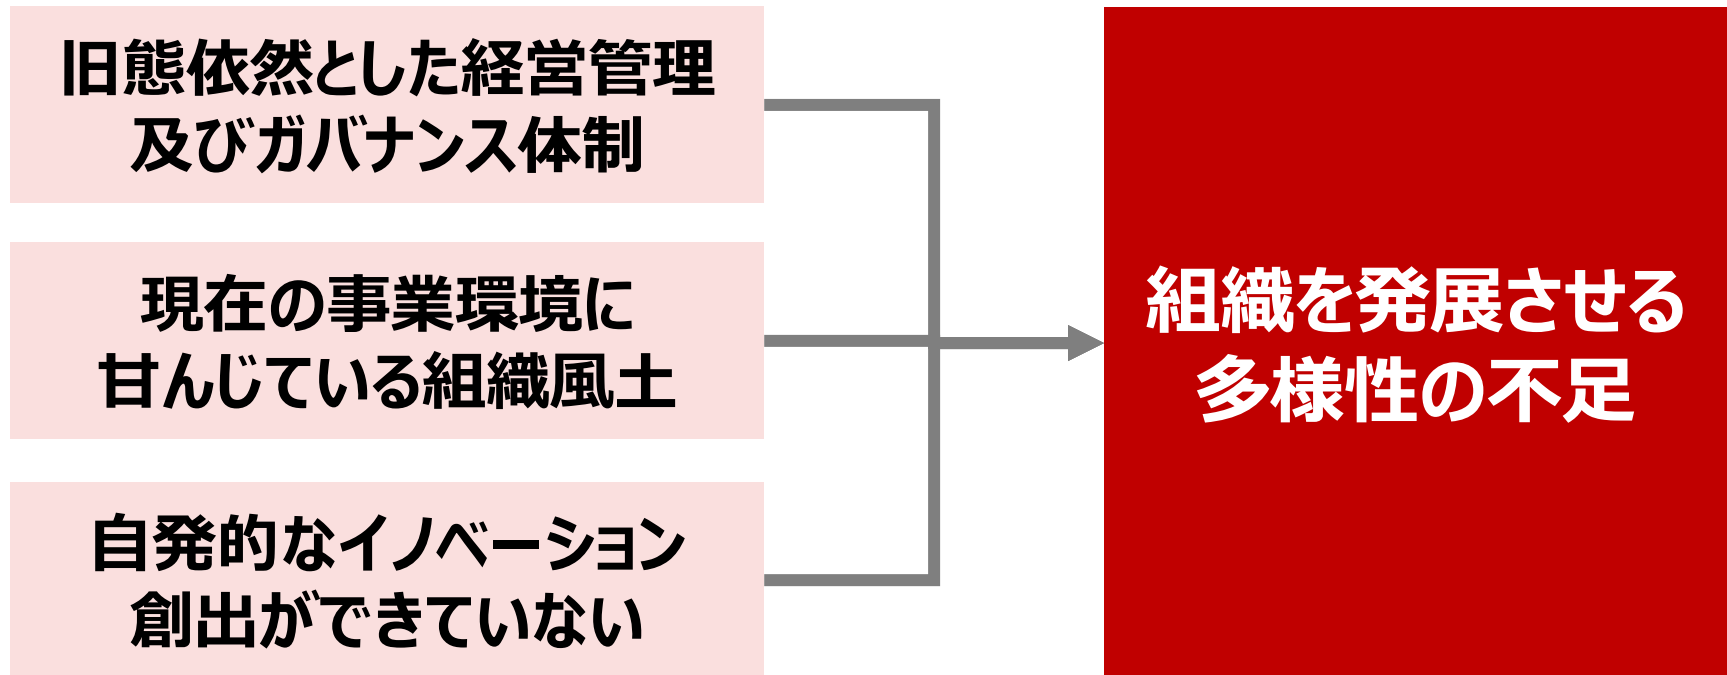 旧態依然とした経営管理
及びガバナンス体制
現在の事業環境に
甘んじている組織風土
自発的なイノベーション
創出ができていない
組織を発展させる
多様性の不足